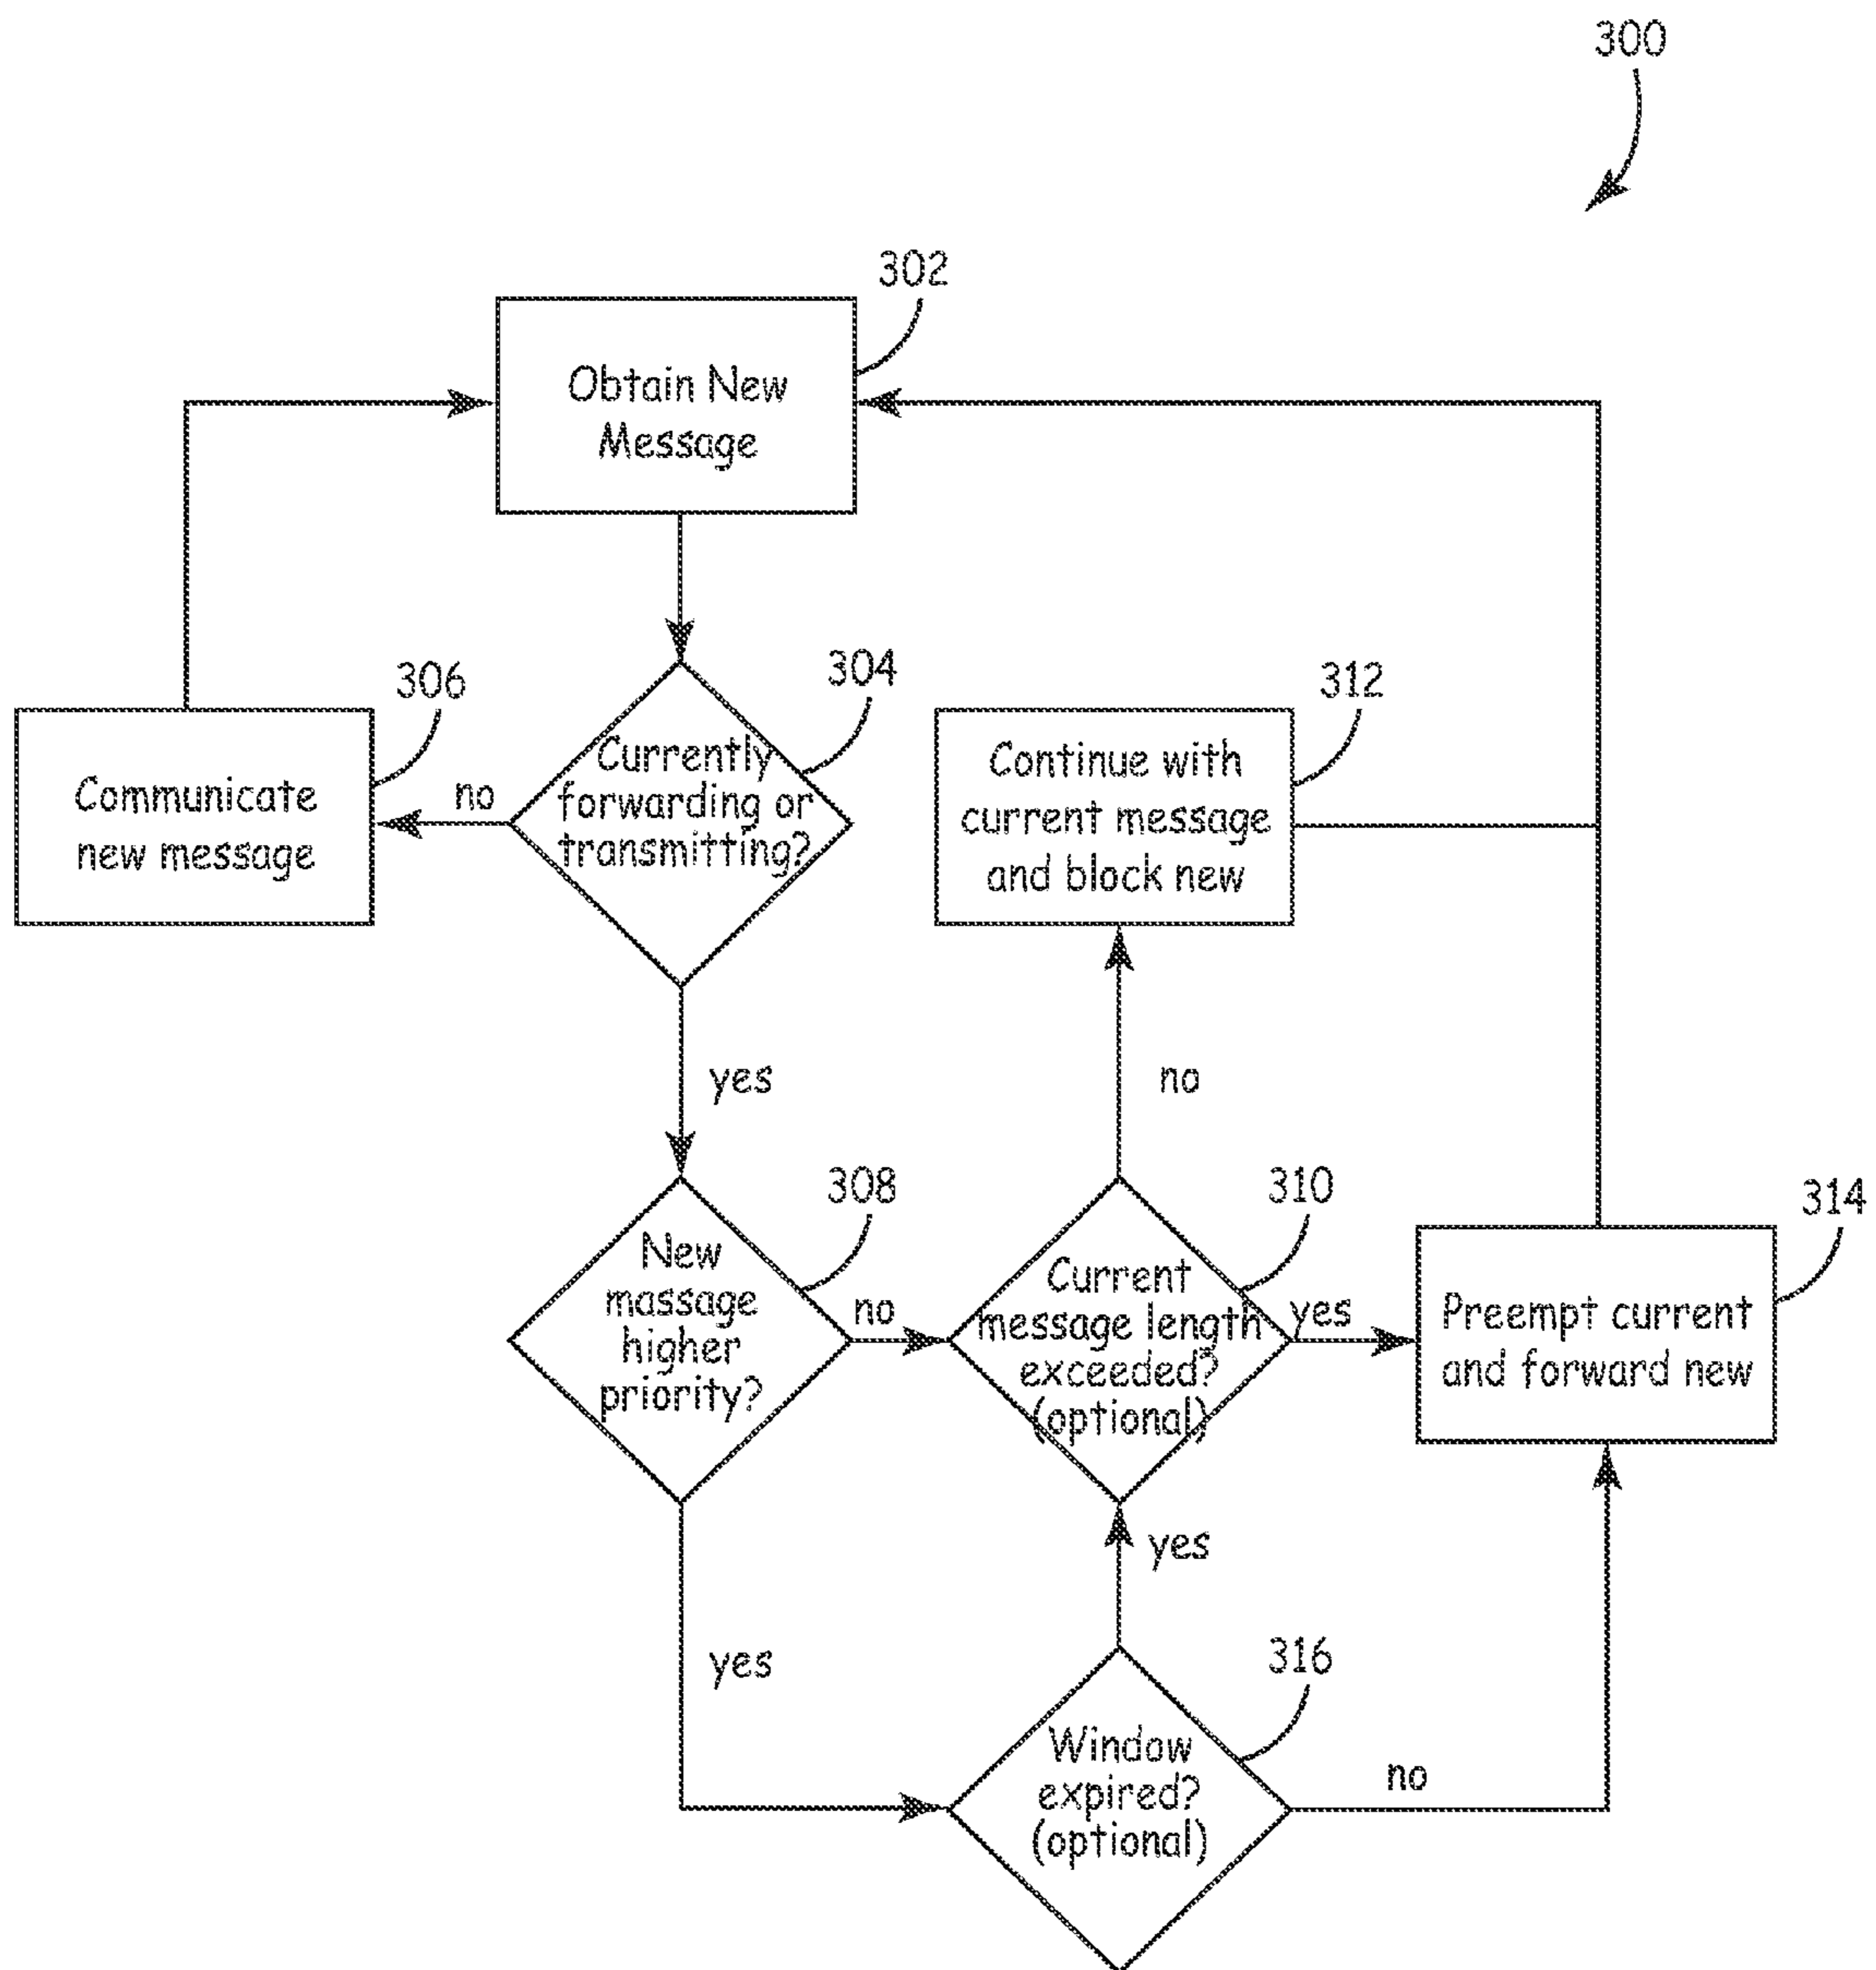 300
302
Obtain New
Message
304
306
312
Currently
forwarding or
transmitting?
no
Communicate
new message
Continue with
current message
and block new
yes
no
308
310
314
New
massage
higher
priority?
no
Current
message length
exceeded?
(optional)
yes
Preempt current
and forward new
yes
yes
316
Window
expired?
(optional)
no